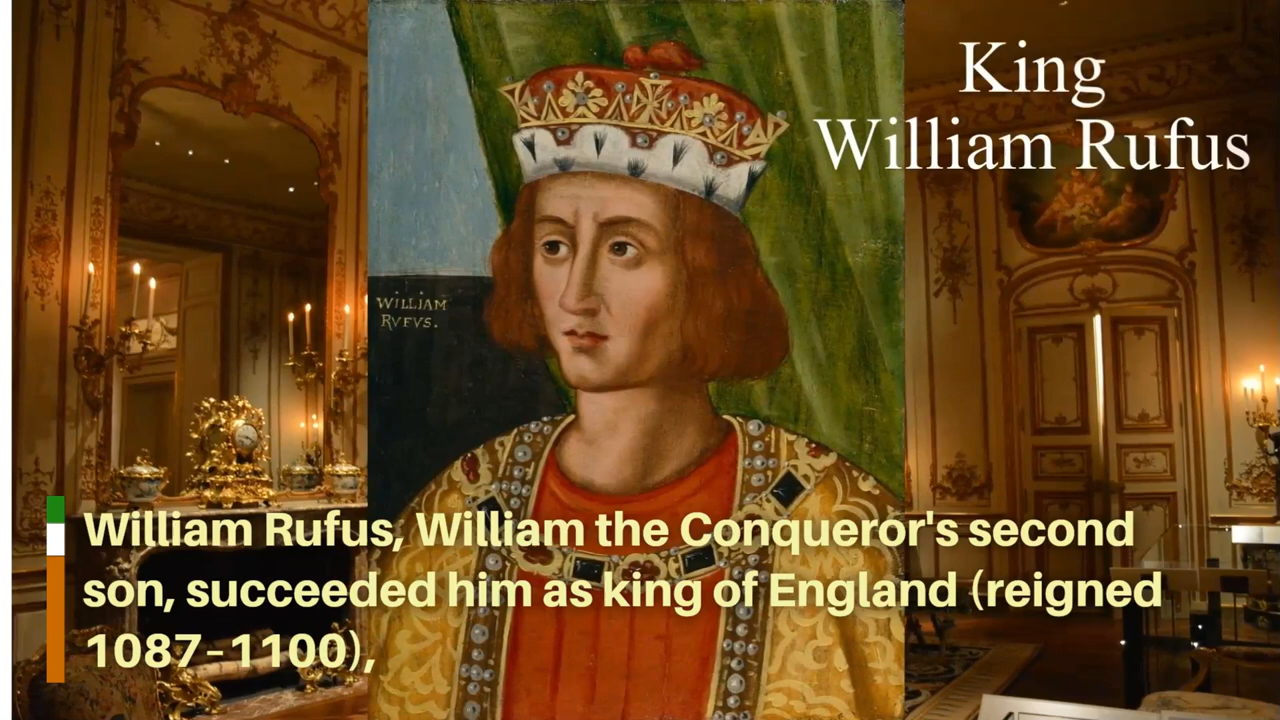 King
William Rufus
WILLIAM
RVFVS.
William Rufus, William the Conqueror's second
son, succeeded him as king of England (reigned
1087–1100),